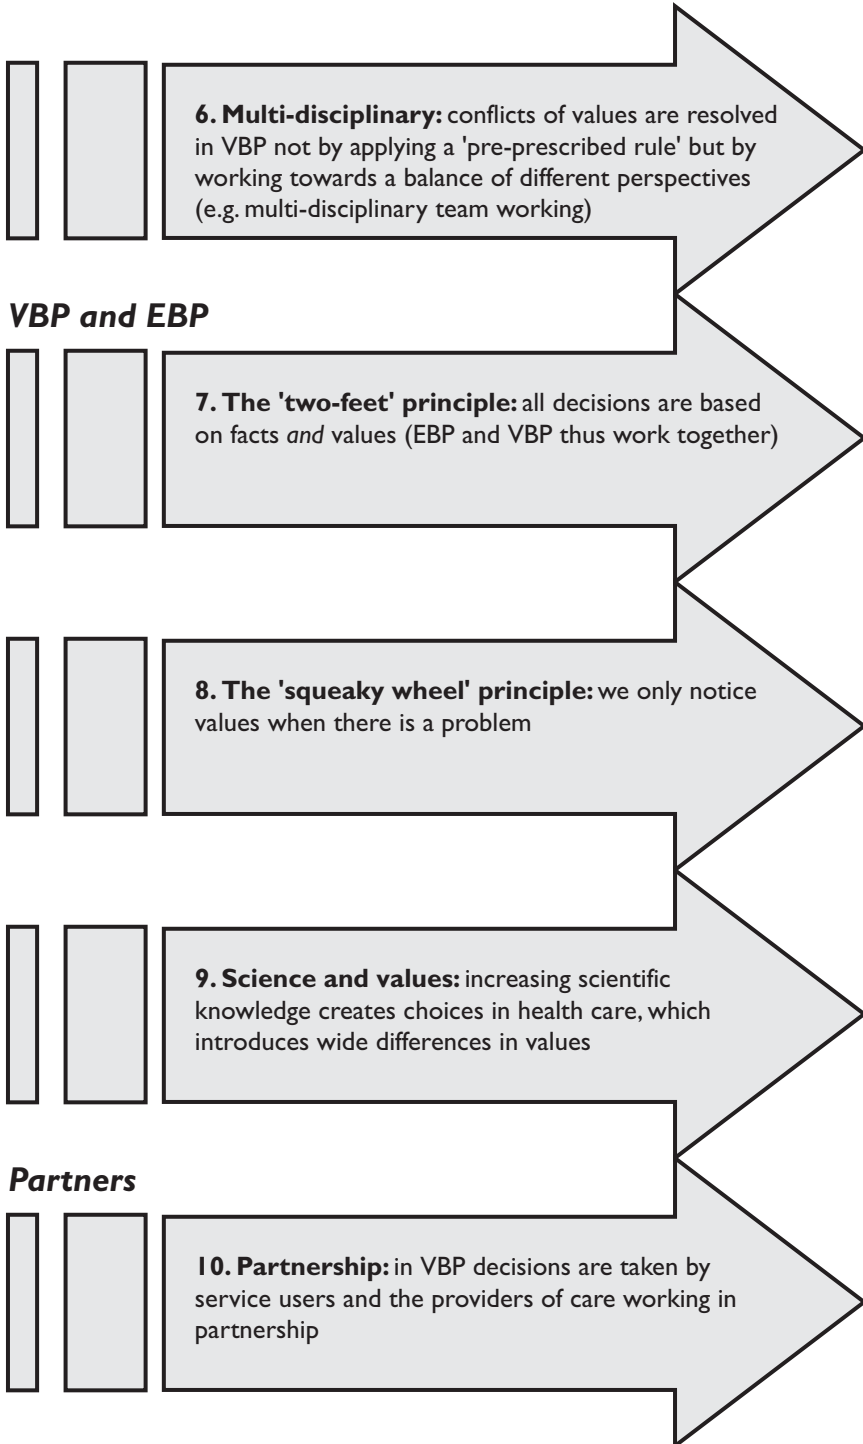 6. Multi-disciplinary: conflicts of values are resolved
in VBP not by applying a 'pre-prescribed rule' but by
working towards a balance of different perspectives
(e.g. multi-disciplinary team working)
VBP and EBP
7. The 'two-feet' principle: all decisions are based
on facts and values (EBP and VBP thus work together)
8. The 'squeaky wheel' principle: we only notice
values when there is a problem
9. Science and values: increasing scientific
knowledge creates choices in health care, which
introduces wide differences in values
Partners
10. Partnership: in VBP decisions are taken by
service users and the providers of care working in
partnership